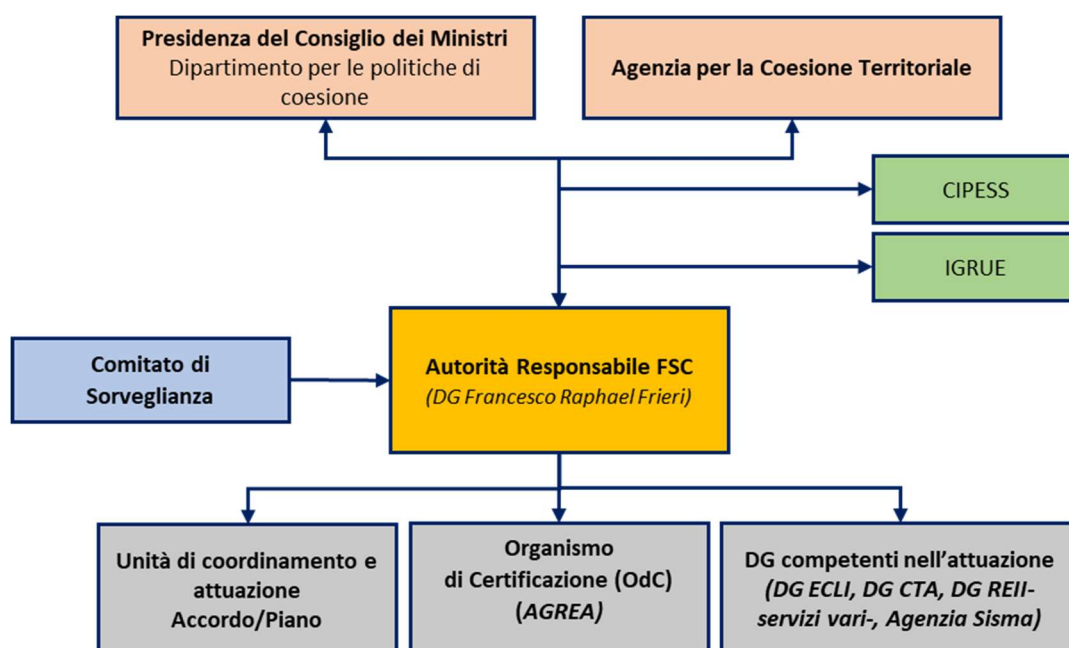 Presidenza del Consiglio dei Ministri
Dipartimento per le politiche di
coesione
Agenzia per la Coesione Territoriale
CIPESS
IGRUE
Comitato di
Sorveglianza
Autorità Responsabile FSC
(DG Francesco Raphael Frieri)
Unità di coordinamento e
attuazione
Accordo/Piano
Organismo
di Certificazione (OdC)
(AGREA)
DG competenti nell’attuazione
(DG ECLI, DG CTA, DG REII-
servizi vari-, Agenzia Sisma)